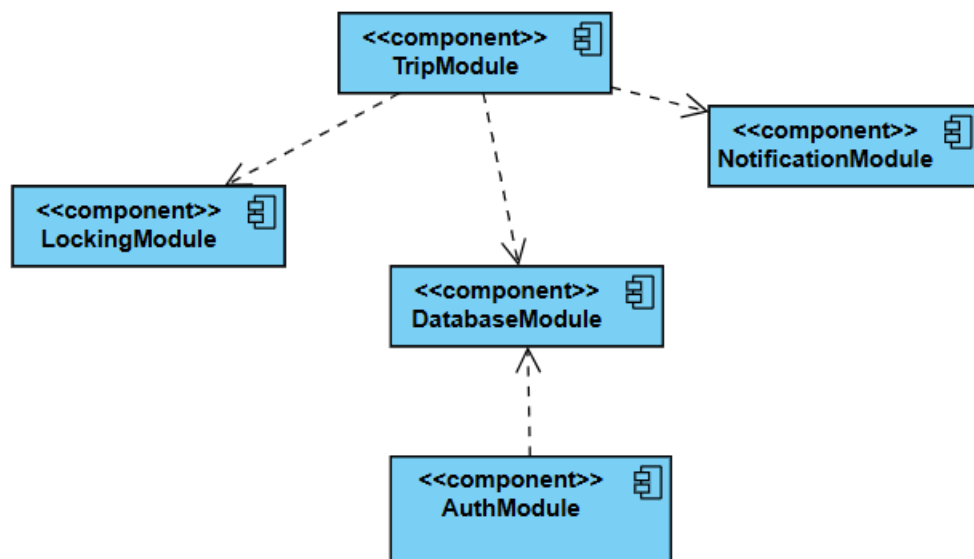 <<component>>
TripModule
<<component>>
NotificationModule
<<component>>
LockingModule
<<component>>
DatabaseModule
<<component>>
AuthModule